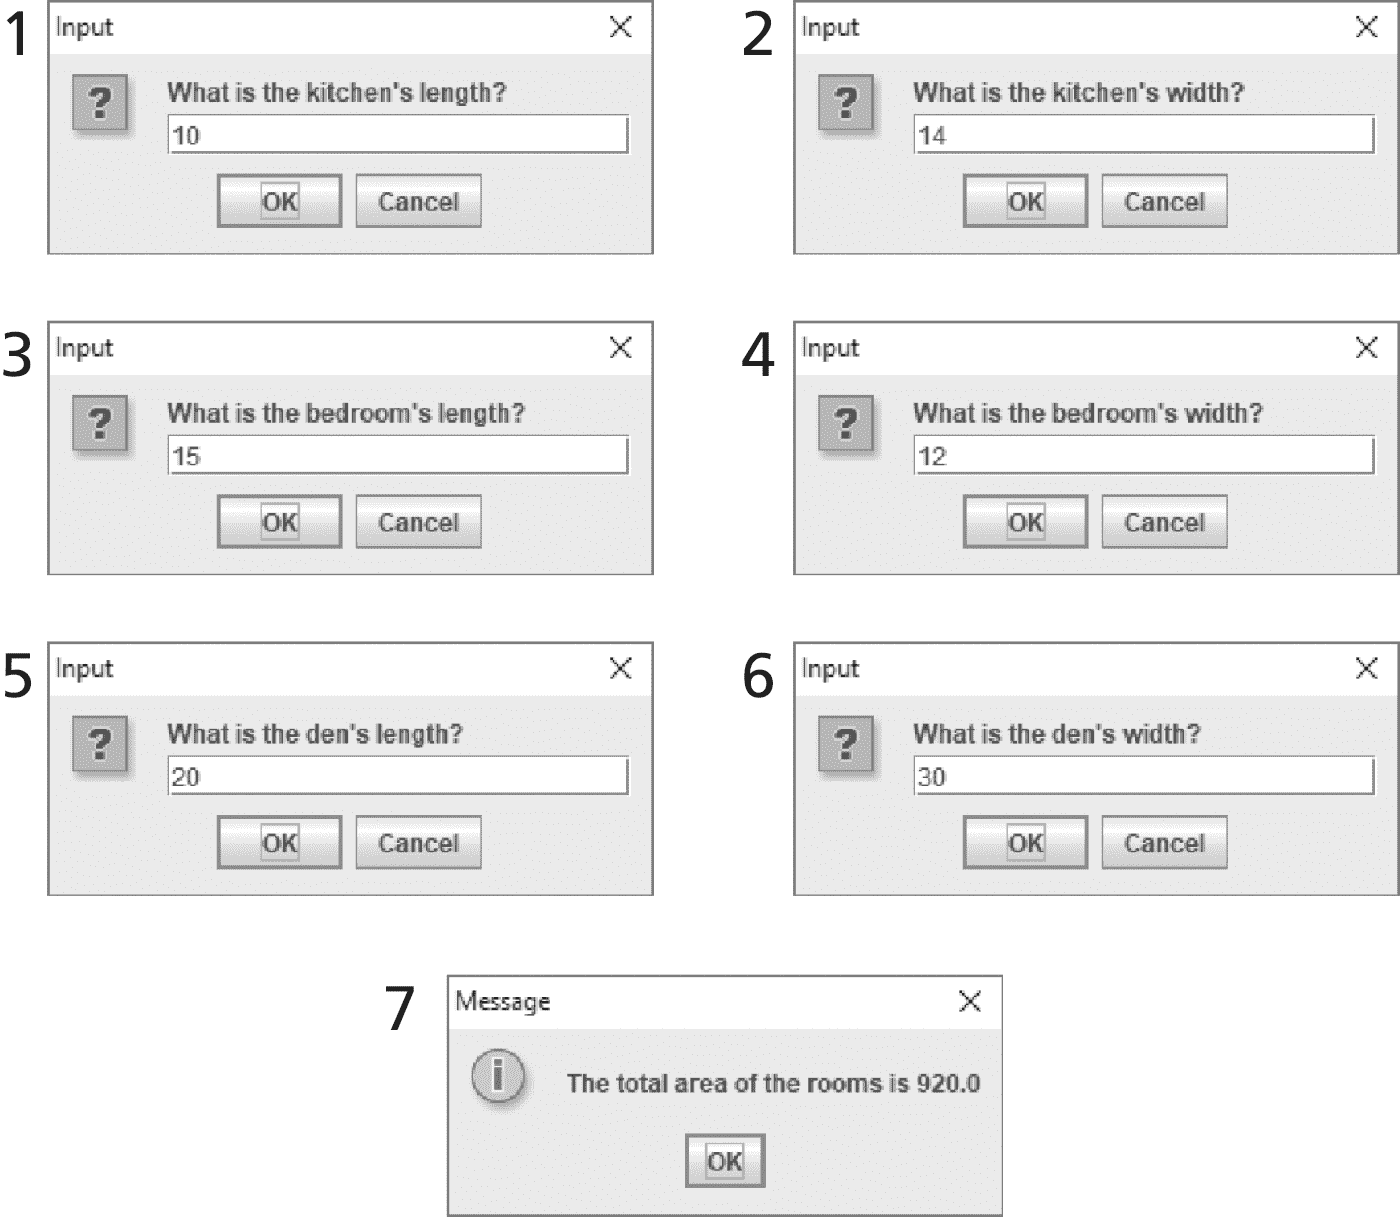 1
Input
?
What is the kitchen's length?
10
OK Cancel
2
Input
?
What is the kitchen's width?
14
OK Cancel
3
Input
?
What is the bedroom's length?
15
OK Cancel
4
Input
?
What is the bedroom's width?
12
OK Cancel
5
Input
?
What is the den's length?
20
OK Cancel
6
Input
?
What is the den's width?
30
OK Cancel
7
Message
i
The total area of the rooms is 920.0
OK